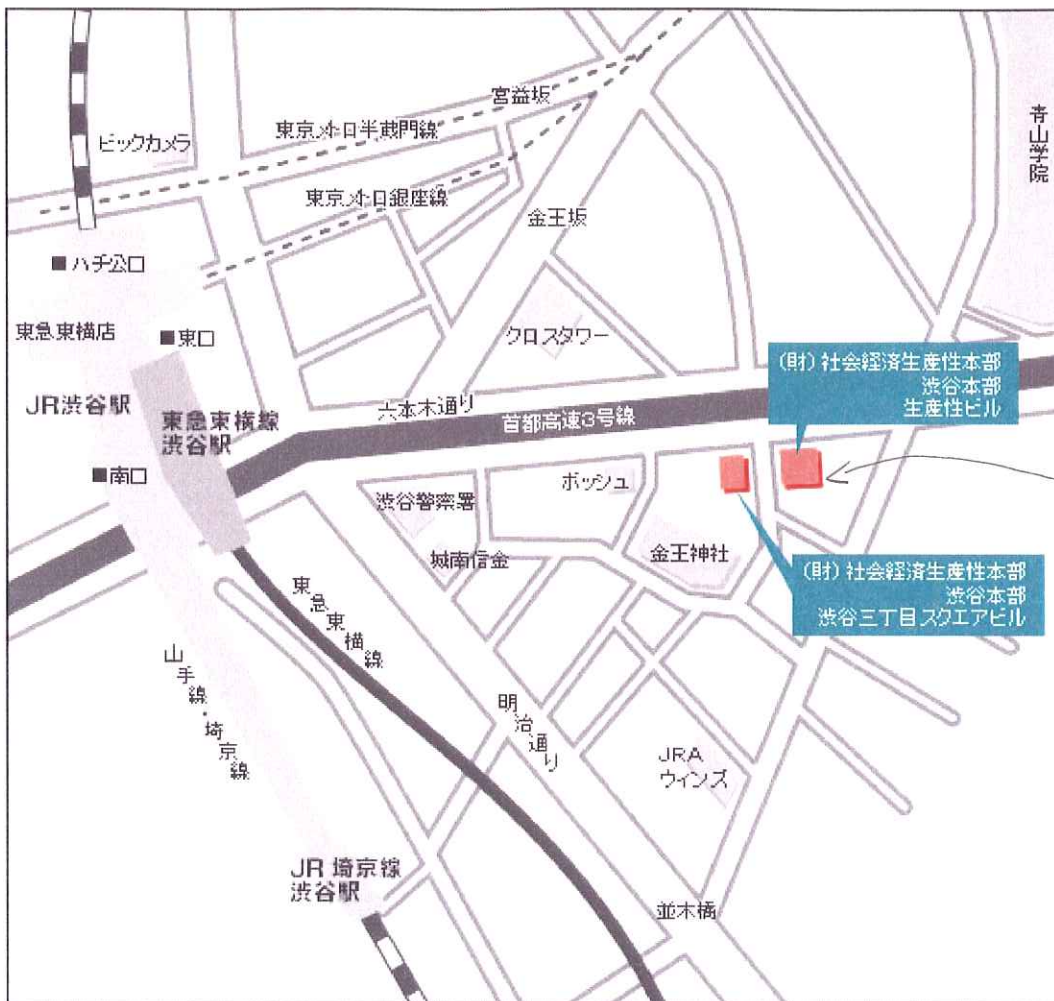 宮益坂
東京メトロ半蔵門線
ビックカメラ
青山学院
東京メトロ銀座線
金王坂
■ハチ公口
東急東横店
■東口
クロスタワー
(財)社会経済生産性本部
渋谷本部
生産性ビル
JR渋谷駅
東急東横線
渋谷駅
六本木通り
首都高速3号線
■南口
渋谷警察署
ボッシュ
城南信金
金王神社
(財)社会経済生産性本部
渋谷本部
渋谷三丁目スクエアビル
東急東横線
山手線・埼京線
明治通り
JRA
ウィンズ
JR 埼京線
渋谷駅
並木橋